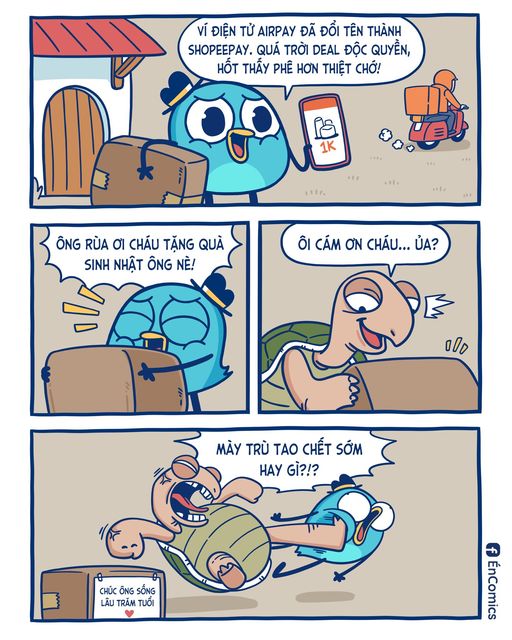 VÍ ĐIỆN TỬ AIRPAY ĐÃ ĐỔI TÊN THÀNH
SHOPEEPAY. QUÁ TRỜI DEAL ĐỘC QUYỀN,
HỐT THẤY PHÊ HƠN THIỆT CHỚ!
1K
ÔNG RÙA ƠI CHÁU TẶNG QUÀ
SINH NHẬT ÔNG NÈ!
ÔI CÁM ƠN CHÁU... ỦA?
MÀY TRÙ TAO CHẾT SỚM
HAY GÌ?!?
CHÚC ÔNG SỐNG
LÂU TRĂM TUỔI
ÉnComics